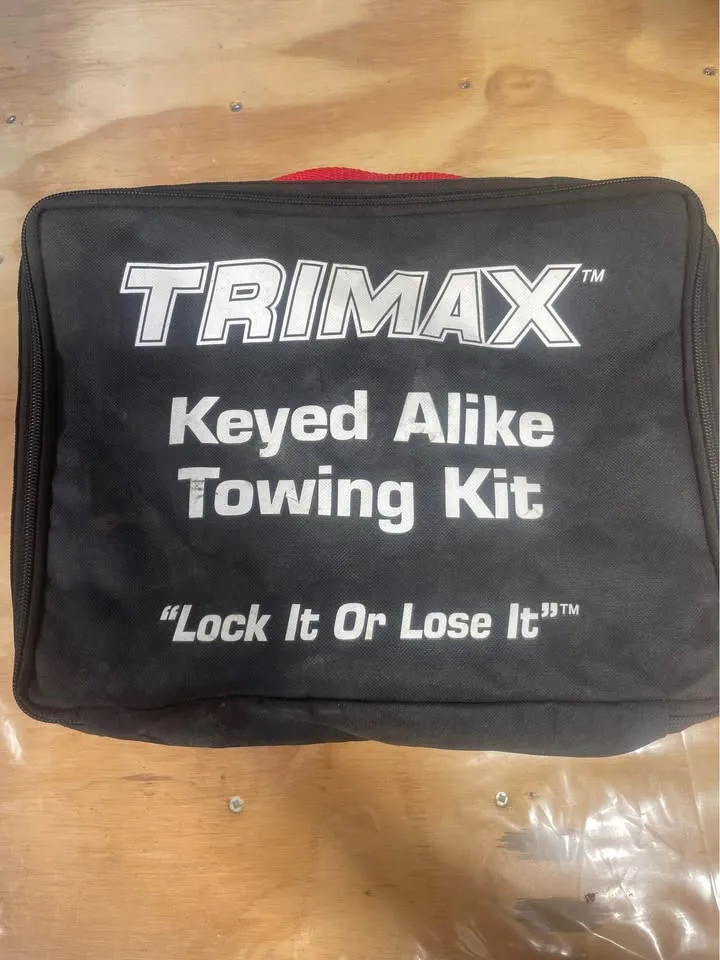 TRIMAX™
Keyed Alike
Towing Kit
“Lock It Or Lose It”™